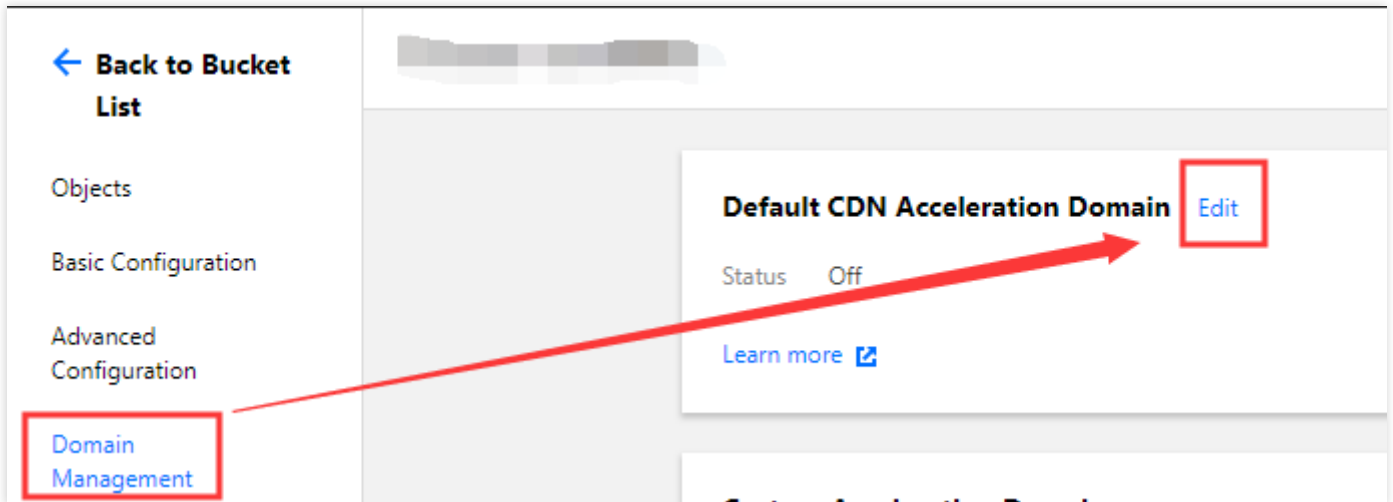 Back to Bucket
List
Objects
Basic Configuration
Advanced
Configuration
Domain
Management
Default CDN Acceleration Domain Edit
Status Off
Learn more